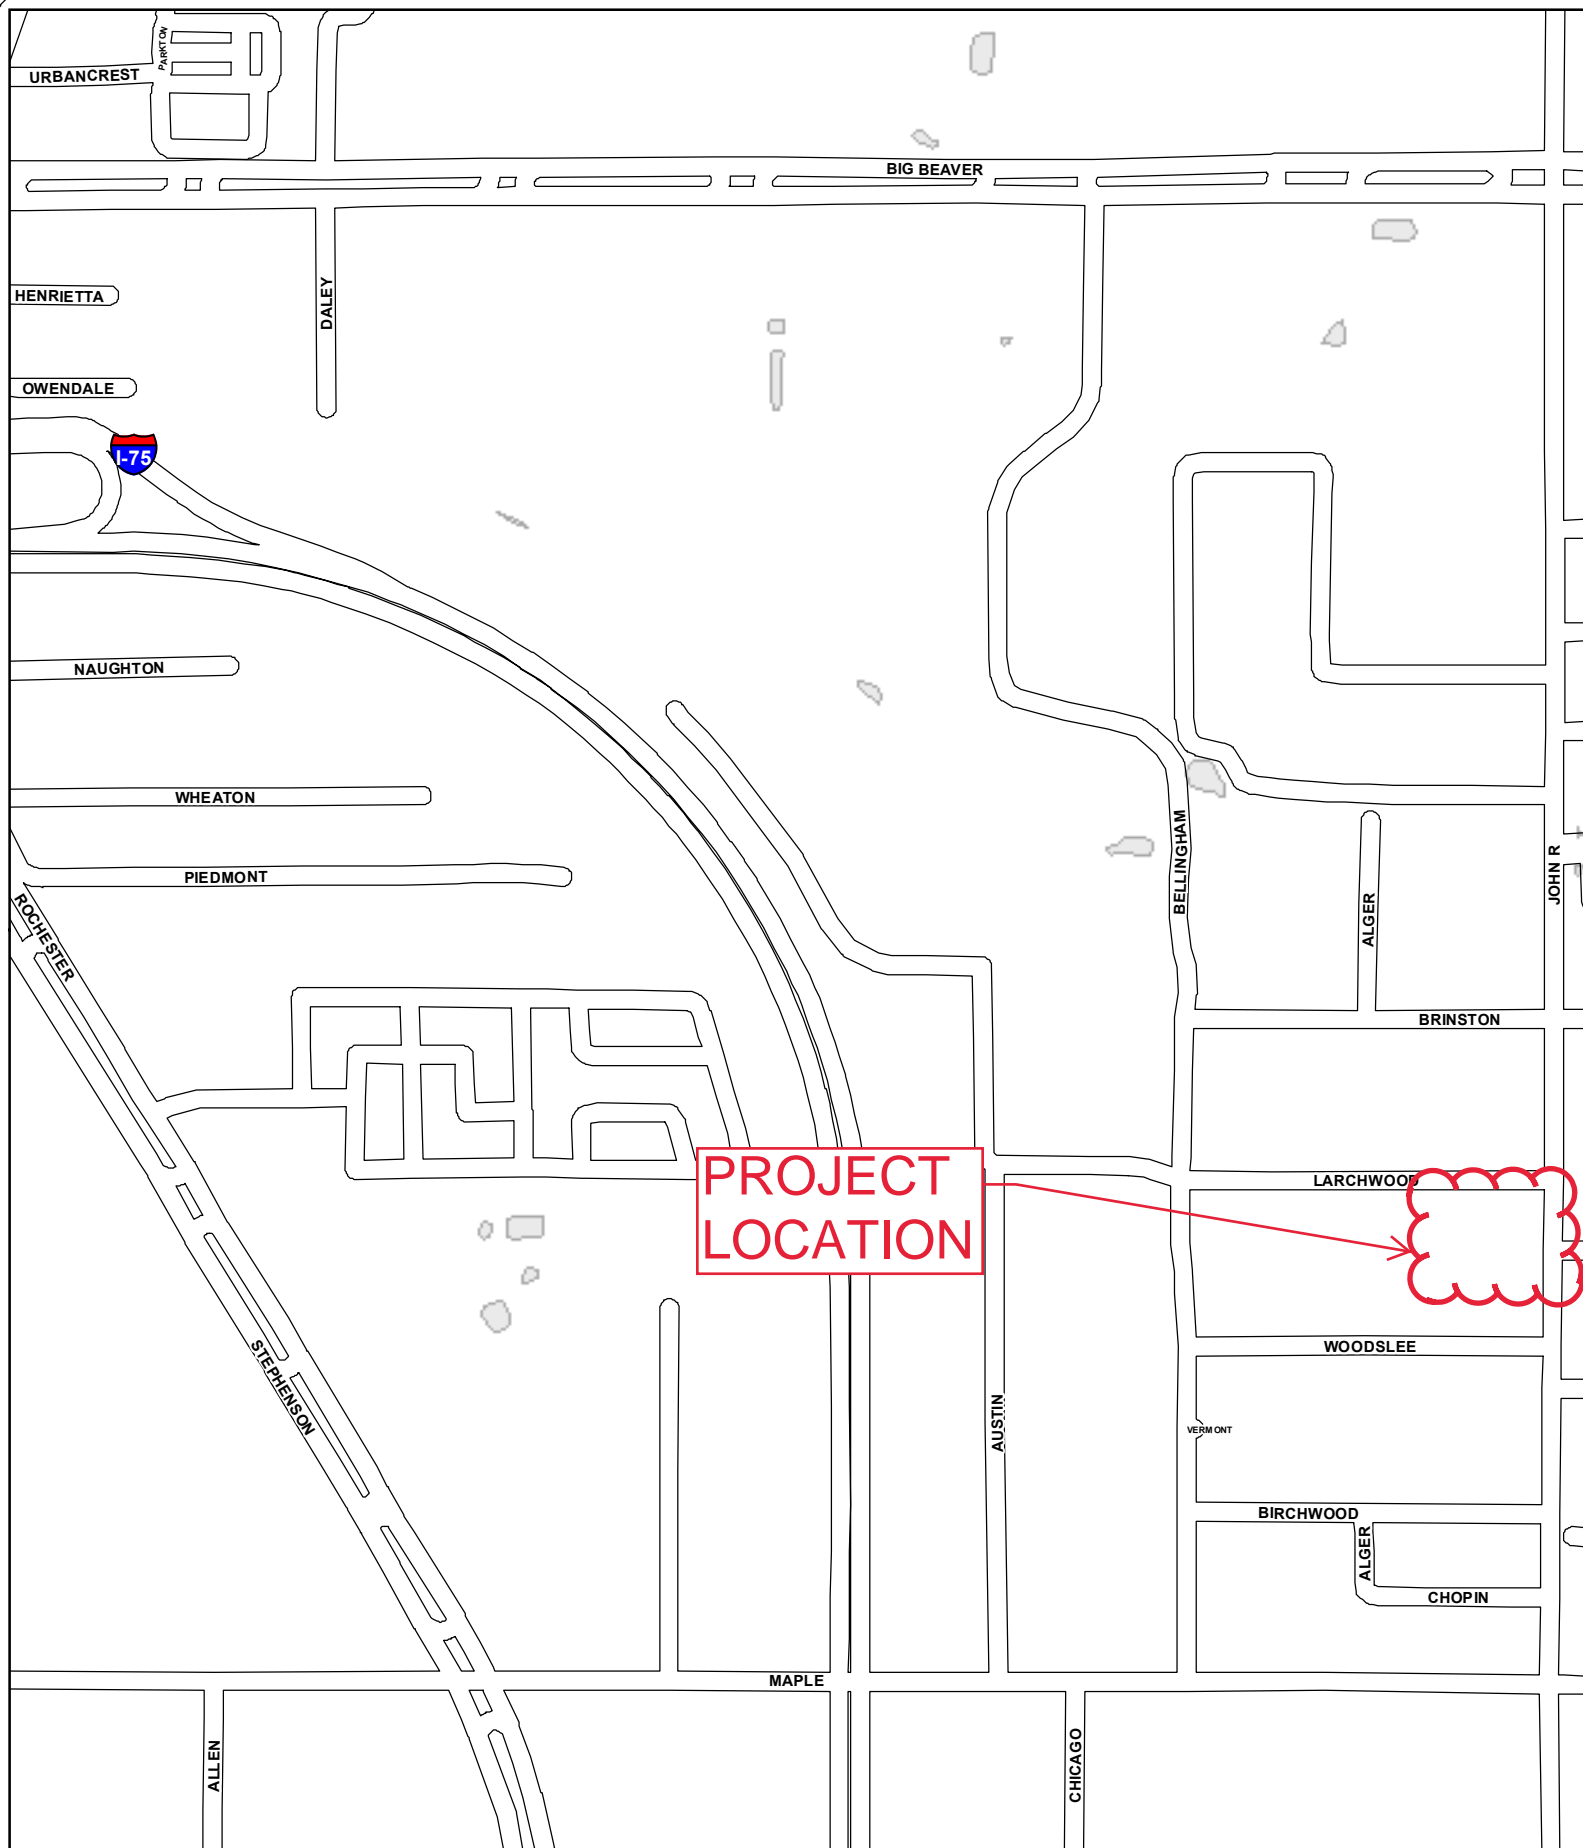 PARKTON
URBANCREST
BIG BEAVER
HENRIETTA
DALEY
OWENDALE
I-75
NAUGHTON
WHEATON
BELLINGHAM
PIEDMONT
JOHN R
ALGER
ROCHESTER
BRINSTON
PROJECT
LOCATION
LARCHWOOD
WOODSLEE
STEPHENSON
AUSTIN
VERMONT
BIRCHWOOD
ALGER
CHOPIN
MAPLE
ALLEN
CHICAGO